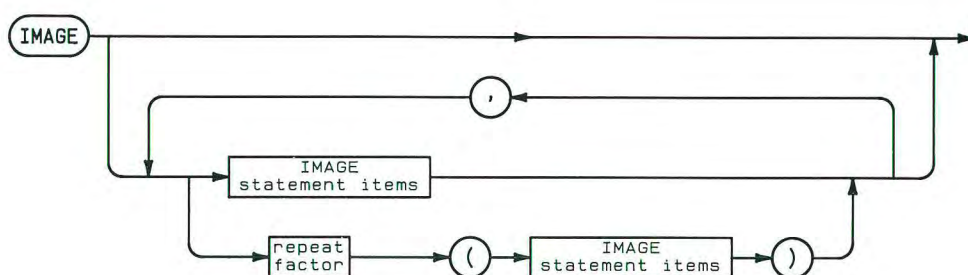 IMAGE
,
IMAGE
statement items
repeat
factor
(
IMAGE
statement items
)